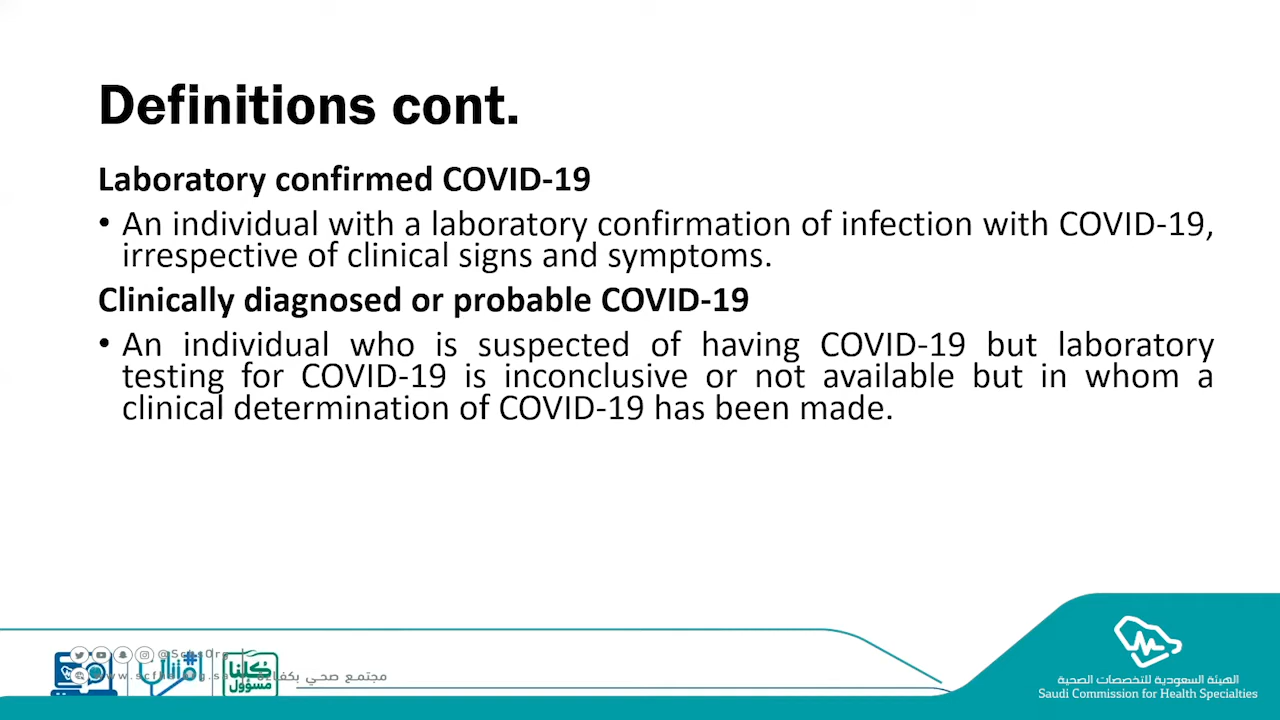 Definitions cont.
Laboratory confirmed COVID-19
• An individual with a laboratory confirmation of infection with COVID-19,
irrespective of clinical signs and symptoms.
Clinically diagnosed or probable COVID-19
• An individual who is suspected of having COVID-19 but laboratory
testing for COVID-19 is inconclusive or not available but in whom a
clinical determination of COVID-19 has been made.
كلنا
مسؤول
مجتمع صحي بكفاءة
الهيئة السعودية للتخصصات الصحية
Saudi Commission for Health Specialties